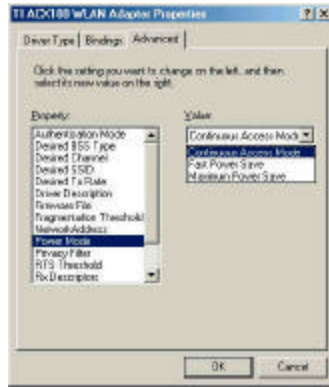 TI ACX100 WLAN Adapter Properties
Driver Type
Bindings
Advanced
Click the setting you want to change on the left, and then
select its new value on the right.
Property:
Value:
Authentication Mode
Desired BSS Type
Desired Channel
Desired SSID
Desired Tx Rate
Driver Description
Firmware File
Fragmentation Threshold
NetworkAddress
Power Mode
Privacy Filter
RTS Threshold
Rx Descriptors
Continuous Access Mode
Continuous Access Mode
Fast Power Save
Maximum Power Save
OK
Cancel